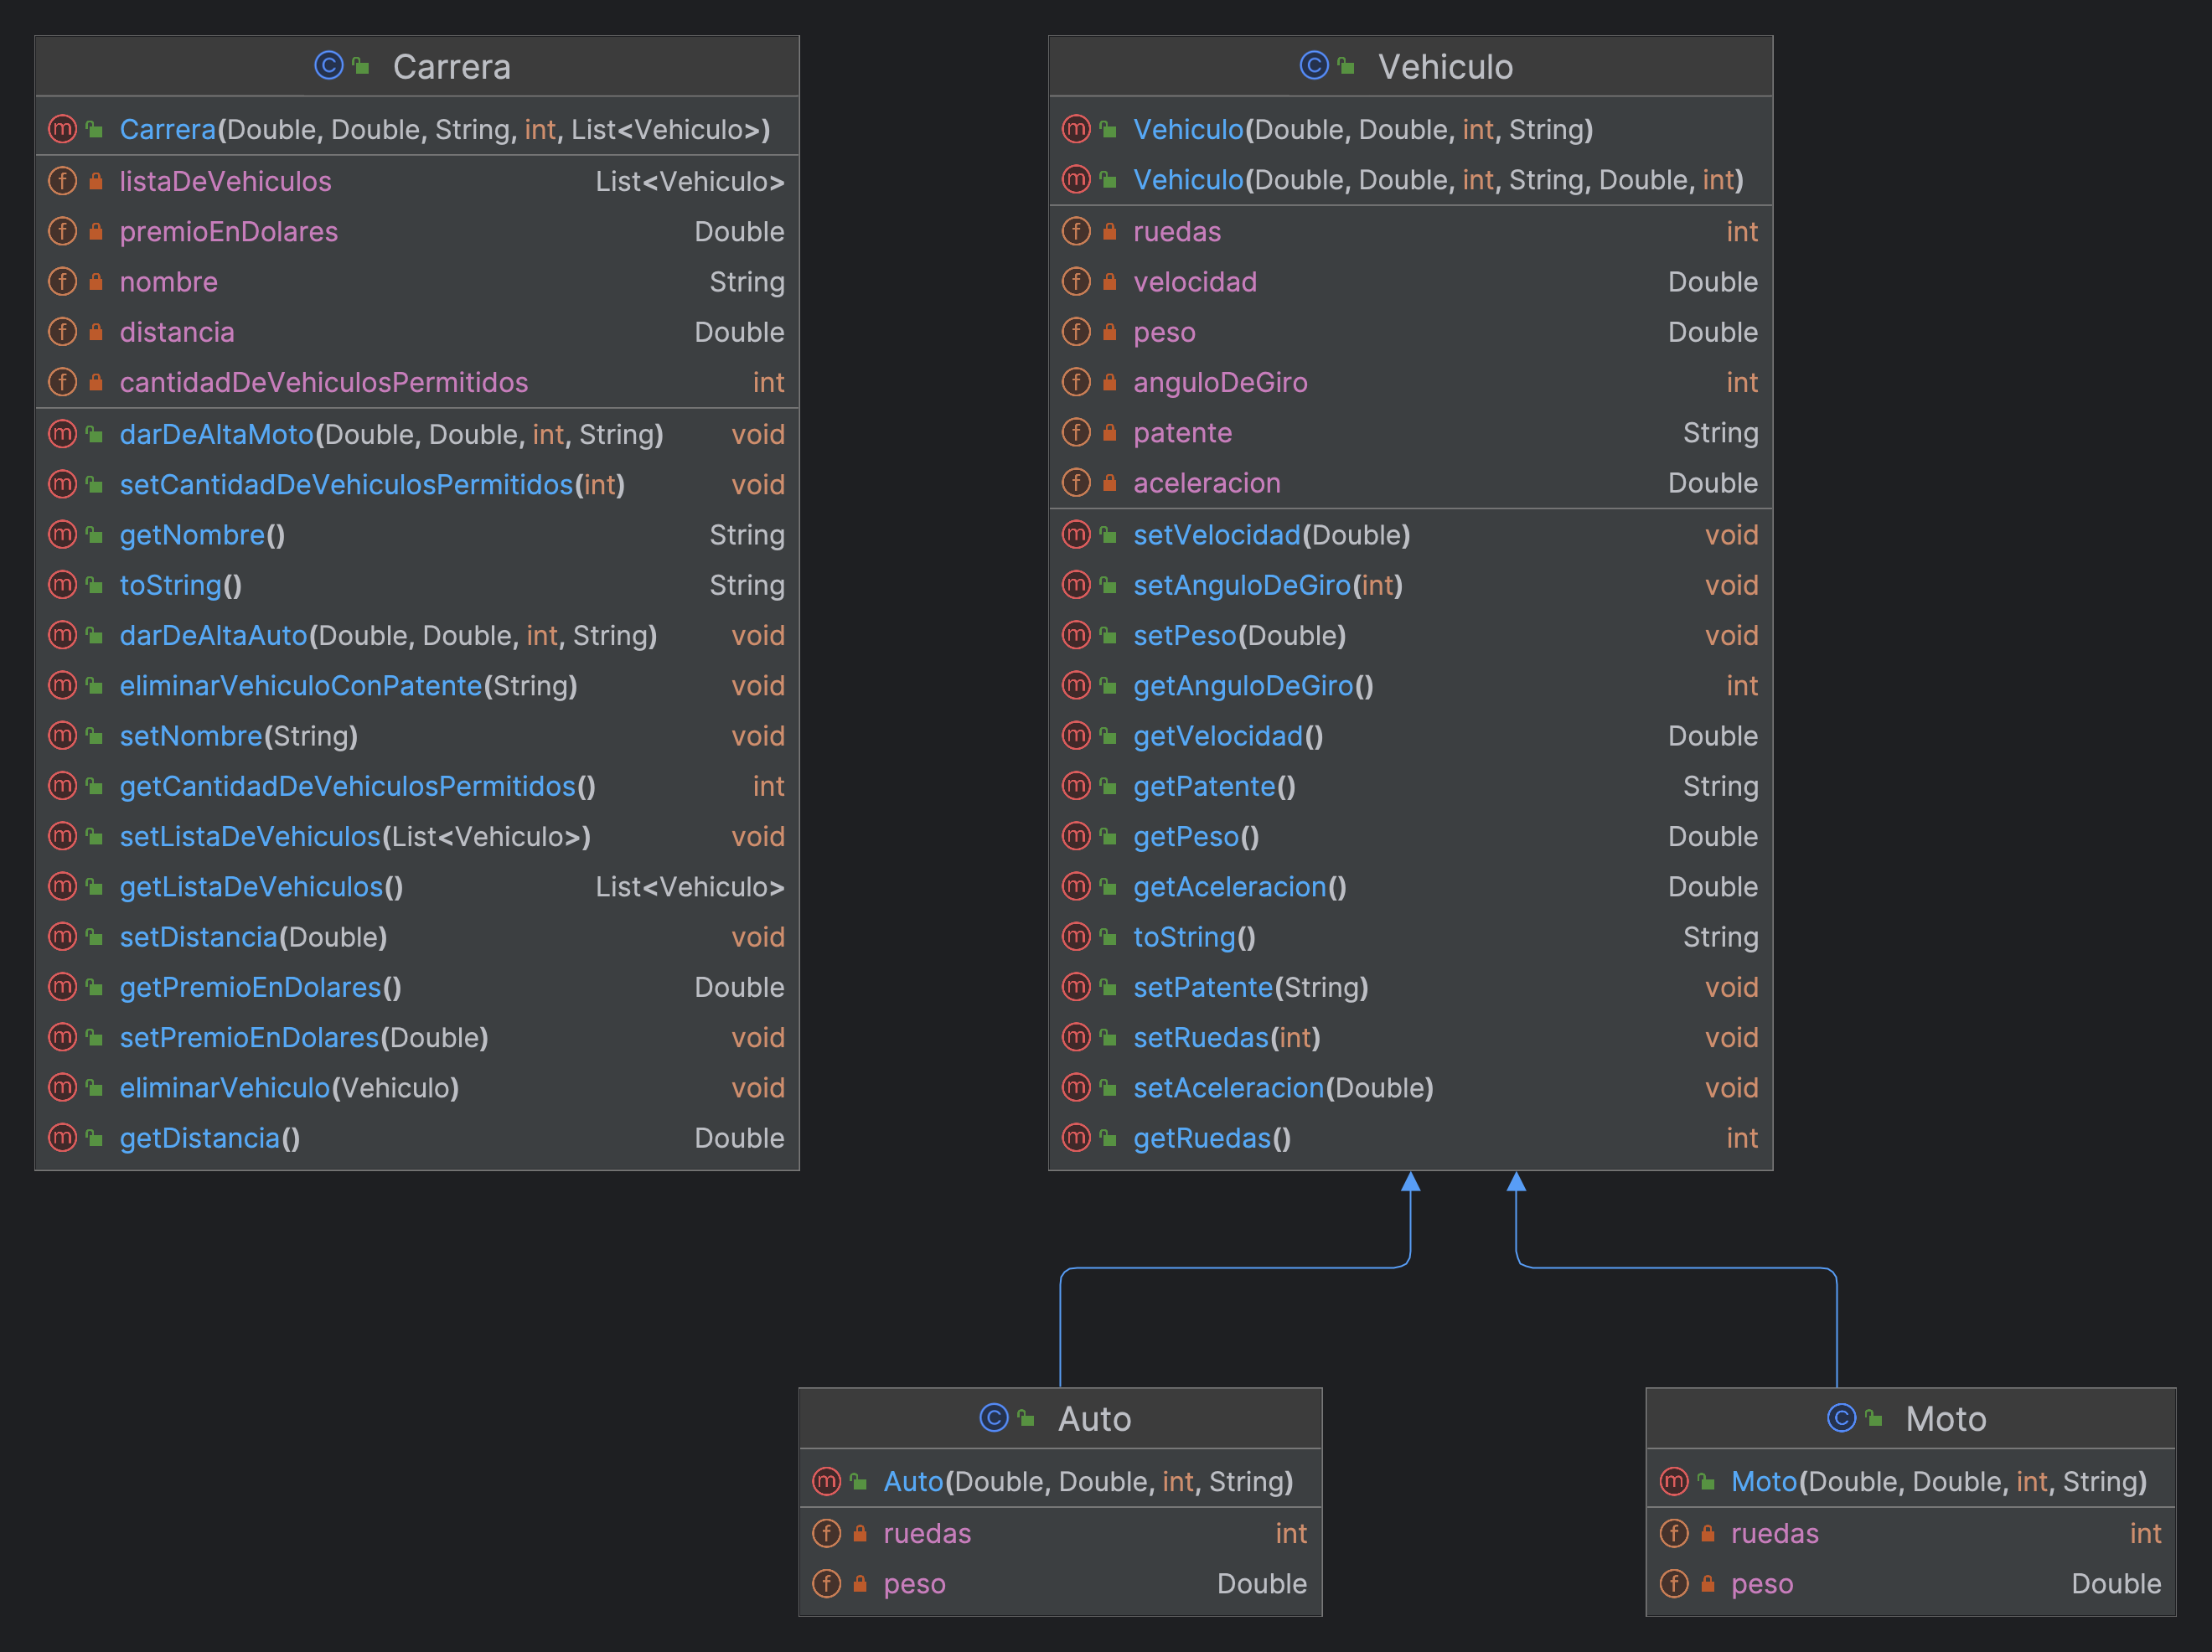 Carrera
Carrera(Double, Double, String, int, List<Vehiculo>)
listaDeVehiculos List<Vehiculo>
premioEnDolares Double
nombre String
distancia Double
cantidadDeVehiculosPermitidos int
darDeAltaMoto(Double, Double, int, String) void
setCantidadDeVehiculosPermitidos(int) void
getNombre() String
toString() String
darDeAltaAuto(Double, Double, int, String) void
eliminarVehiculoConPatente(String) void
setNombre(String) void
getCantidadDeVehiculosPermitidos() int
setListaDeVehiculos(List<Vehiculo>) void
getListaDeVehiculos() List<Vehiculo>
setDistancia(Double) void
getPremioEnDolares() Double
setPremioEnDolares(Double) void
eliminarVehiculo(Vehiculo) void
getDistancia() Double
Vehiculo
Vehiculo(Double, Double, int, String)
Vehiculo(Double, Double, int, String, Double, int)
ruedas int
velocidad Double
peso Double
anguloDeGiro int
patente String
aceleracion Double
setVelocidad(Double) void
setAnguloDeGiro(int) void
setPeso(Double) void
getAnguloDeGiro() int
getVelocidad() Double
getPatente() String
getPeso() Double
getAceleracion() Double
toString() String
setPatente(String) void
setRuedas(int) void
setAceleracion(Double) void
getRuedas() int
Auto
Auto(Double, Double, int, String)
ruedas int
peso Double
Moto
Moto(Double, Double, int, String)
ruedas int
peso Double